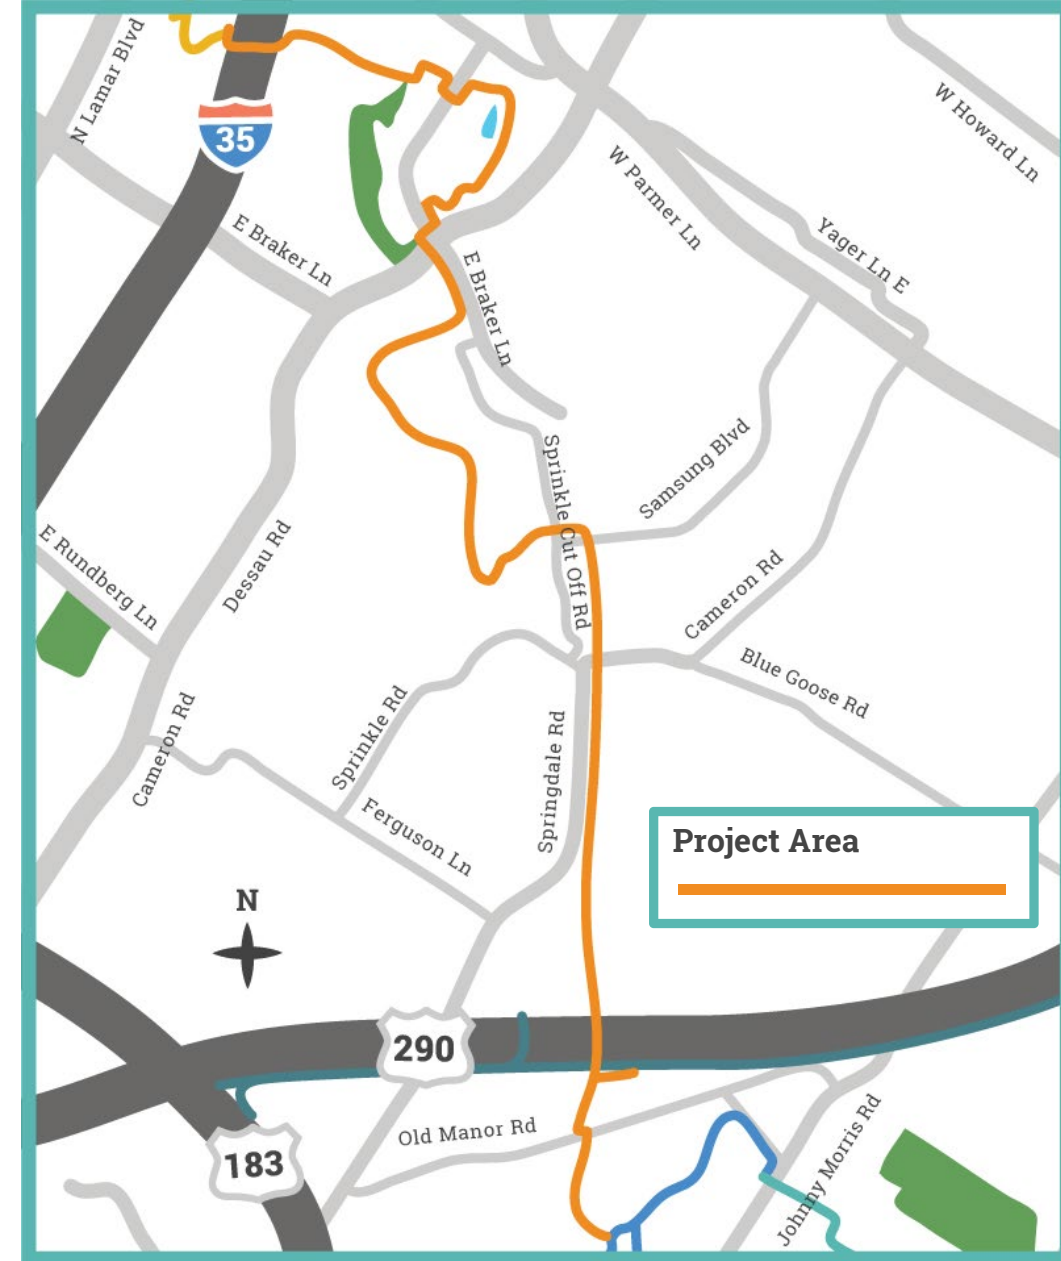 N Lamar Blvd
35
W Howard Ln
W Parmer Ln
E Braker Ln
Yager Ln E
E Braker Ln
Samsung Blvd
Sprinkle Cut Off Rd
E Rundberg Ln
Dessau Rd
Cameron Rd
Blue Goose Rd
Cameron Rd
Sprinkle Rd
Springdale Rd
Ferguson Ln
Project Area
N
290
Old Manor Rd
183
Johnny Morris Rd